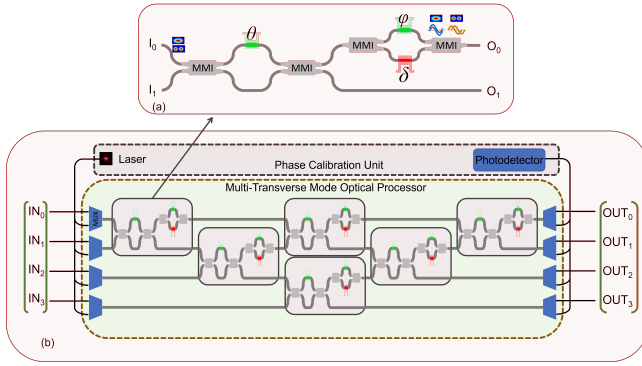 θ
φ
I₀
MMI
MMI
MMI
MMI
O₀
δ
I₁
O₁
(a)
Laser
Phase Calibration Unit
Photodetector
Multi-Transverse Mode Optical Processor
IN₀
MUX
OUT₀
IN₁
OUT₁
IN₂
OUT₂
IN₃
OUT₃
(b)